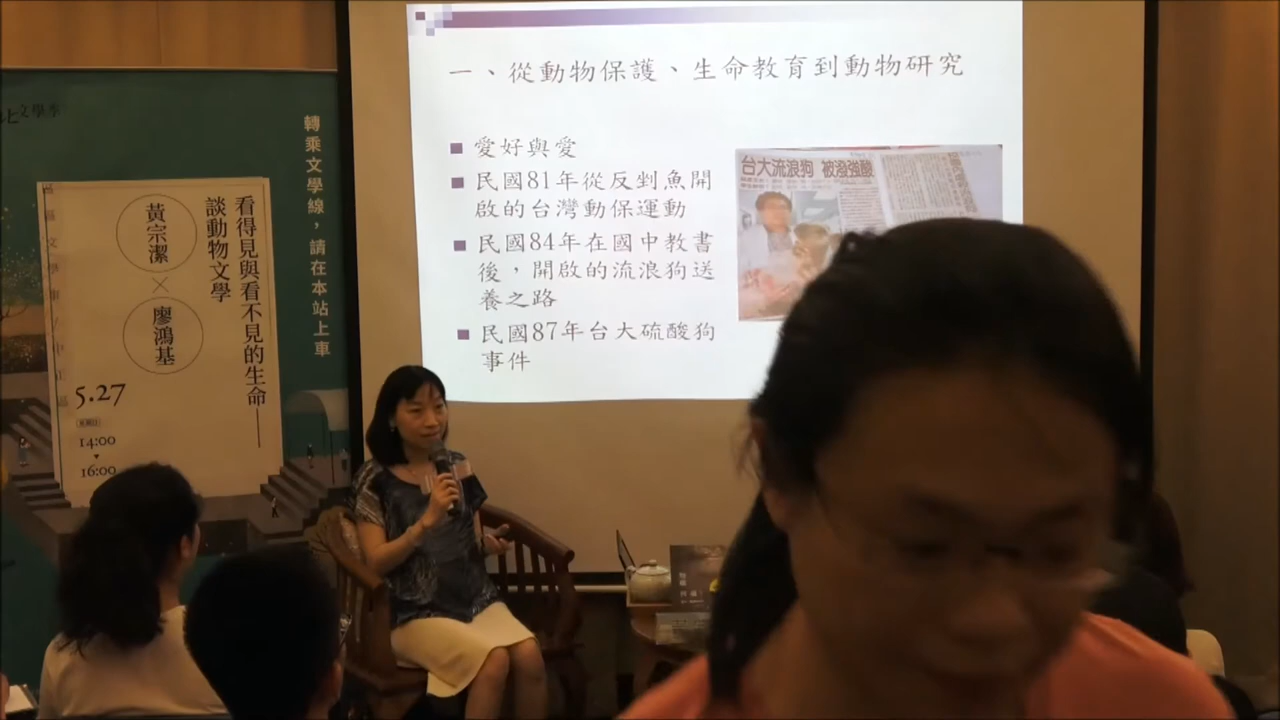 一、從動物保護、生命教育到動物研究
愛好與愛
民國81年從反剉魚開
啟的台灣動保運動
民國84年在國中教書
後，開啟的流浪狗送
養之路
民國87年台大硫酸狗
事件
台大流浪狗 被潑強酸
轉乘文學線，請在本站上車
看得見與看不見的生命——
談動物文學
黃宗潔
×
廖鴻基
5.27
14:00
16:00